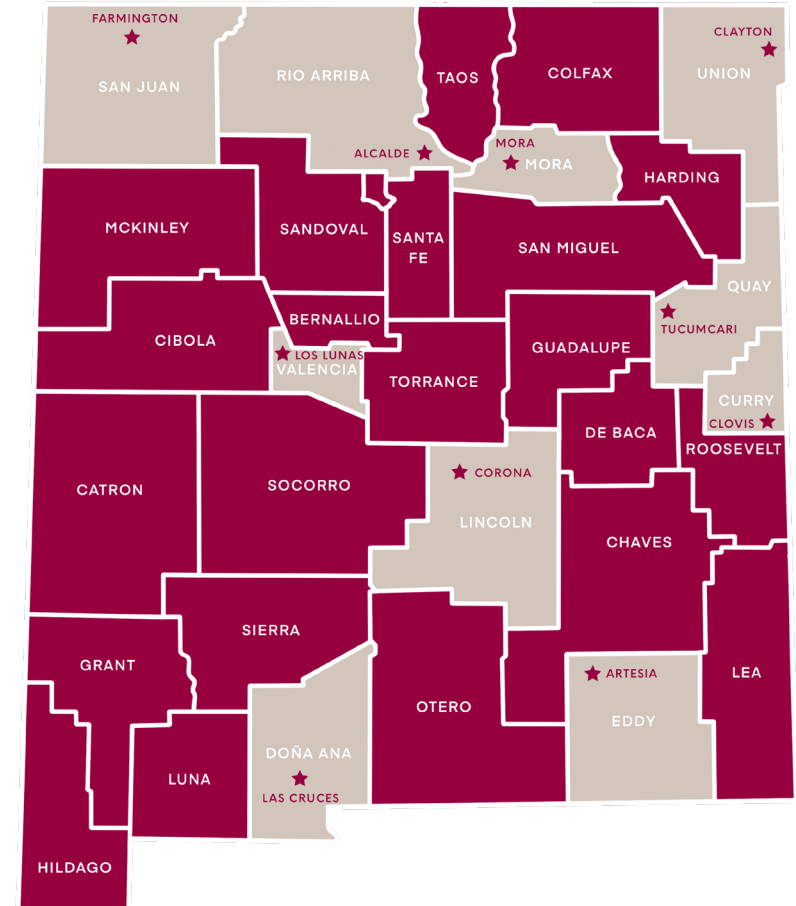 FARMINGTON
SAN JUAN
RIO ARRIBA
TAOS
COLFAX
CLAYTON
UNION
ALCALDE
MORA
MORA
HARDING
MCKINLEY
SANDOVAL
SANTA
FE
SAN MIGUEL
QUAY
TUCUMCARI
BERNALLIO
CIBOLA
LOS LUNAS
VALENCIA
TORRANCE
GUADALUPE
CURRY
CLOVIS
DE BACA
ROOSEVELT
CATRON
SOCORRO
CORONA
LINCOLN
CHAVES
SIERRA
GRANT
OTERO
ARTESIA
EDDY
LEA
LUNA
DOÑA ANA
LAS CRUCES
HILDAGO